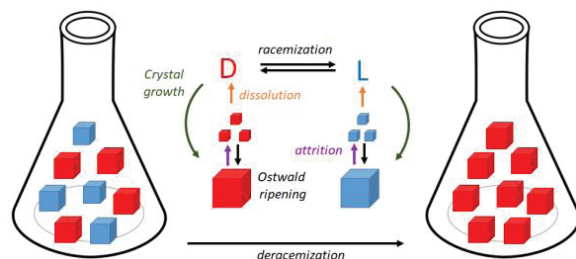 racemization
D
L
Crystal
growth
dissolution
attrition
Ostwald
ripening
deracemization